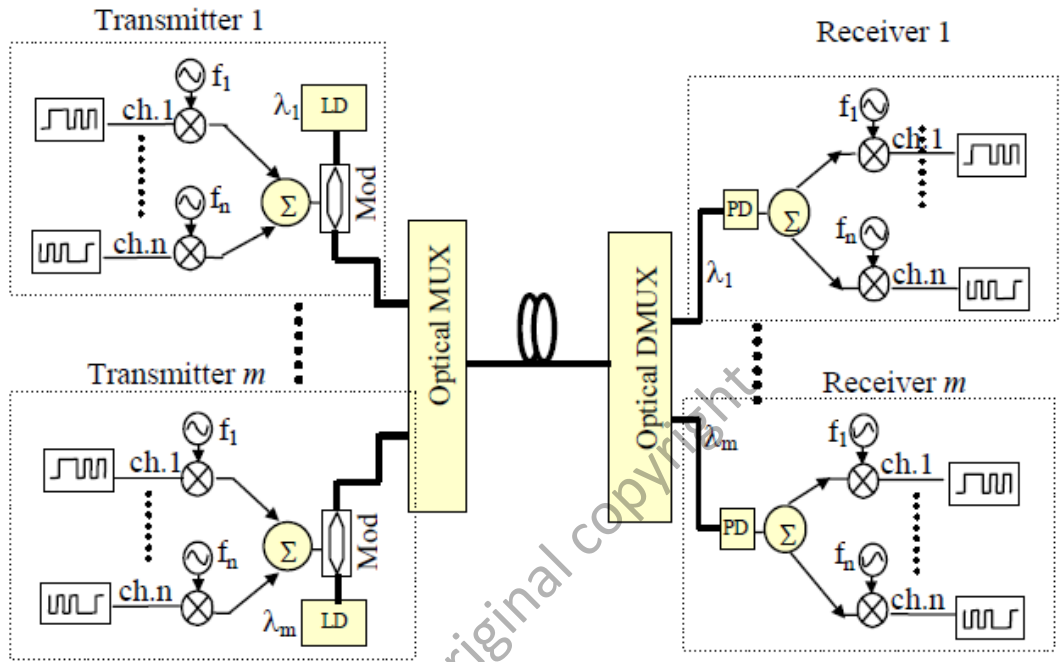 Transmitter 1
f1
ch.1
λ1
LD
Mod
Σ
fn
ch.n
Transmitter m
f1
ch.1
Σ
Mod
fn
ch.n
λm
LD
Optical MUX
Optical DMUX
Receiver 1
f1
ch.1
PD
Σ
λ1
fn
ch.n
Receiver m
λm
f1
ch.1
PD
Σ
fn
ch.n
riginal copyright